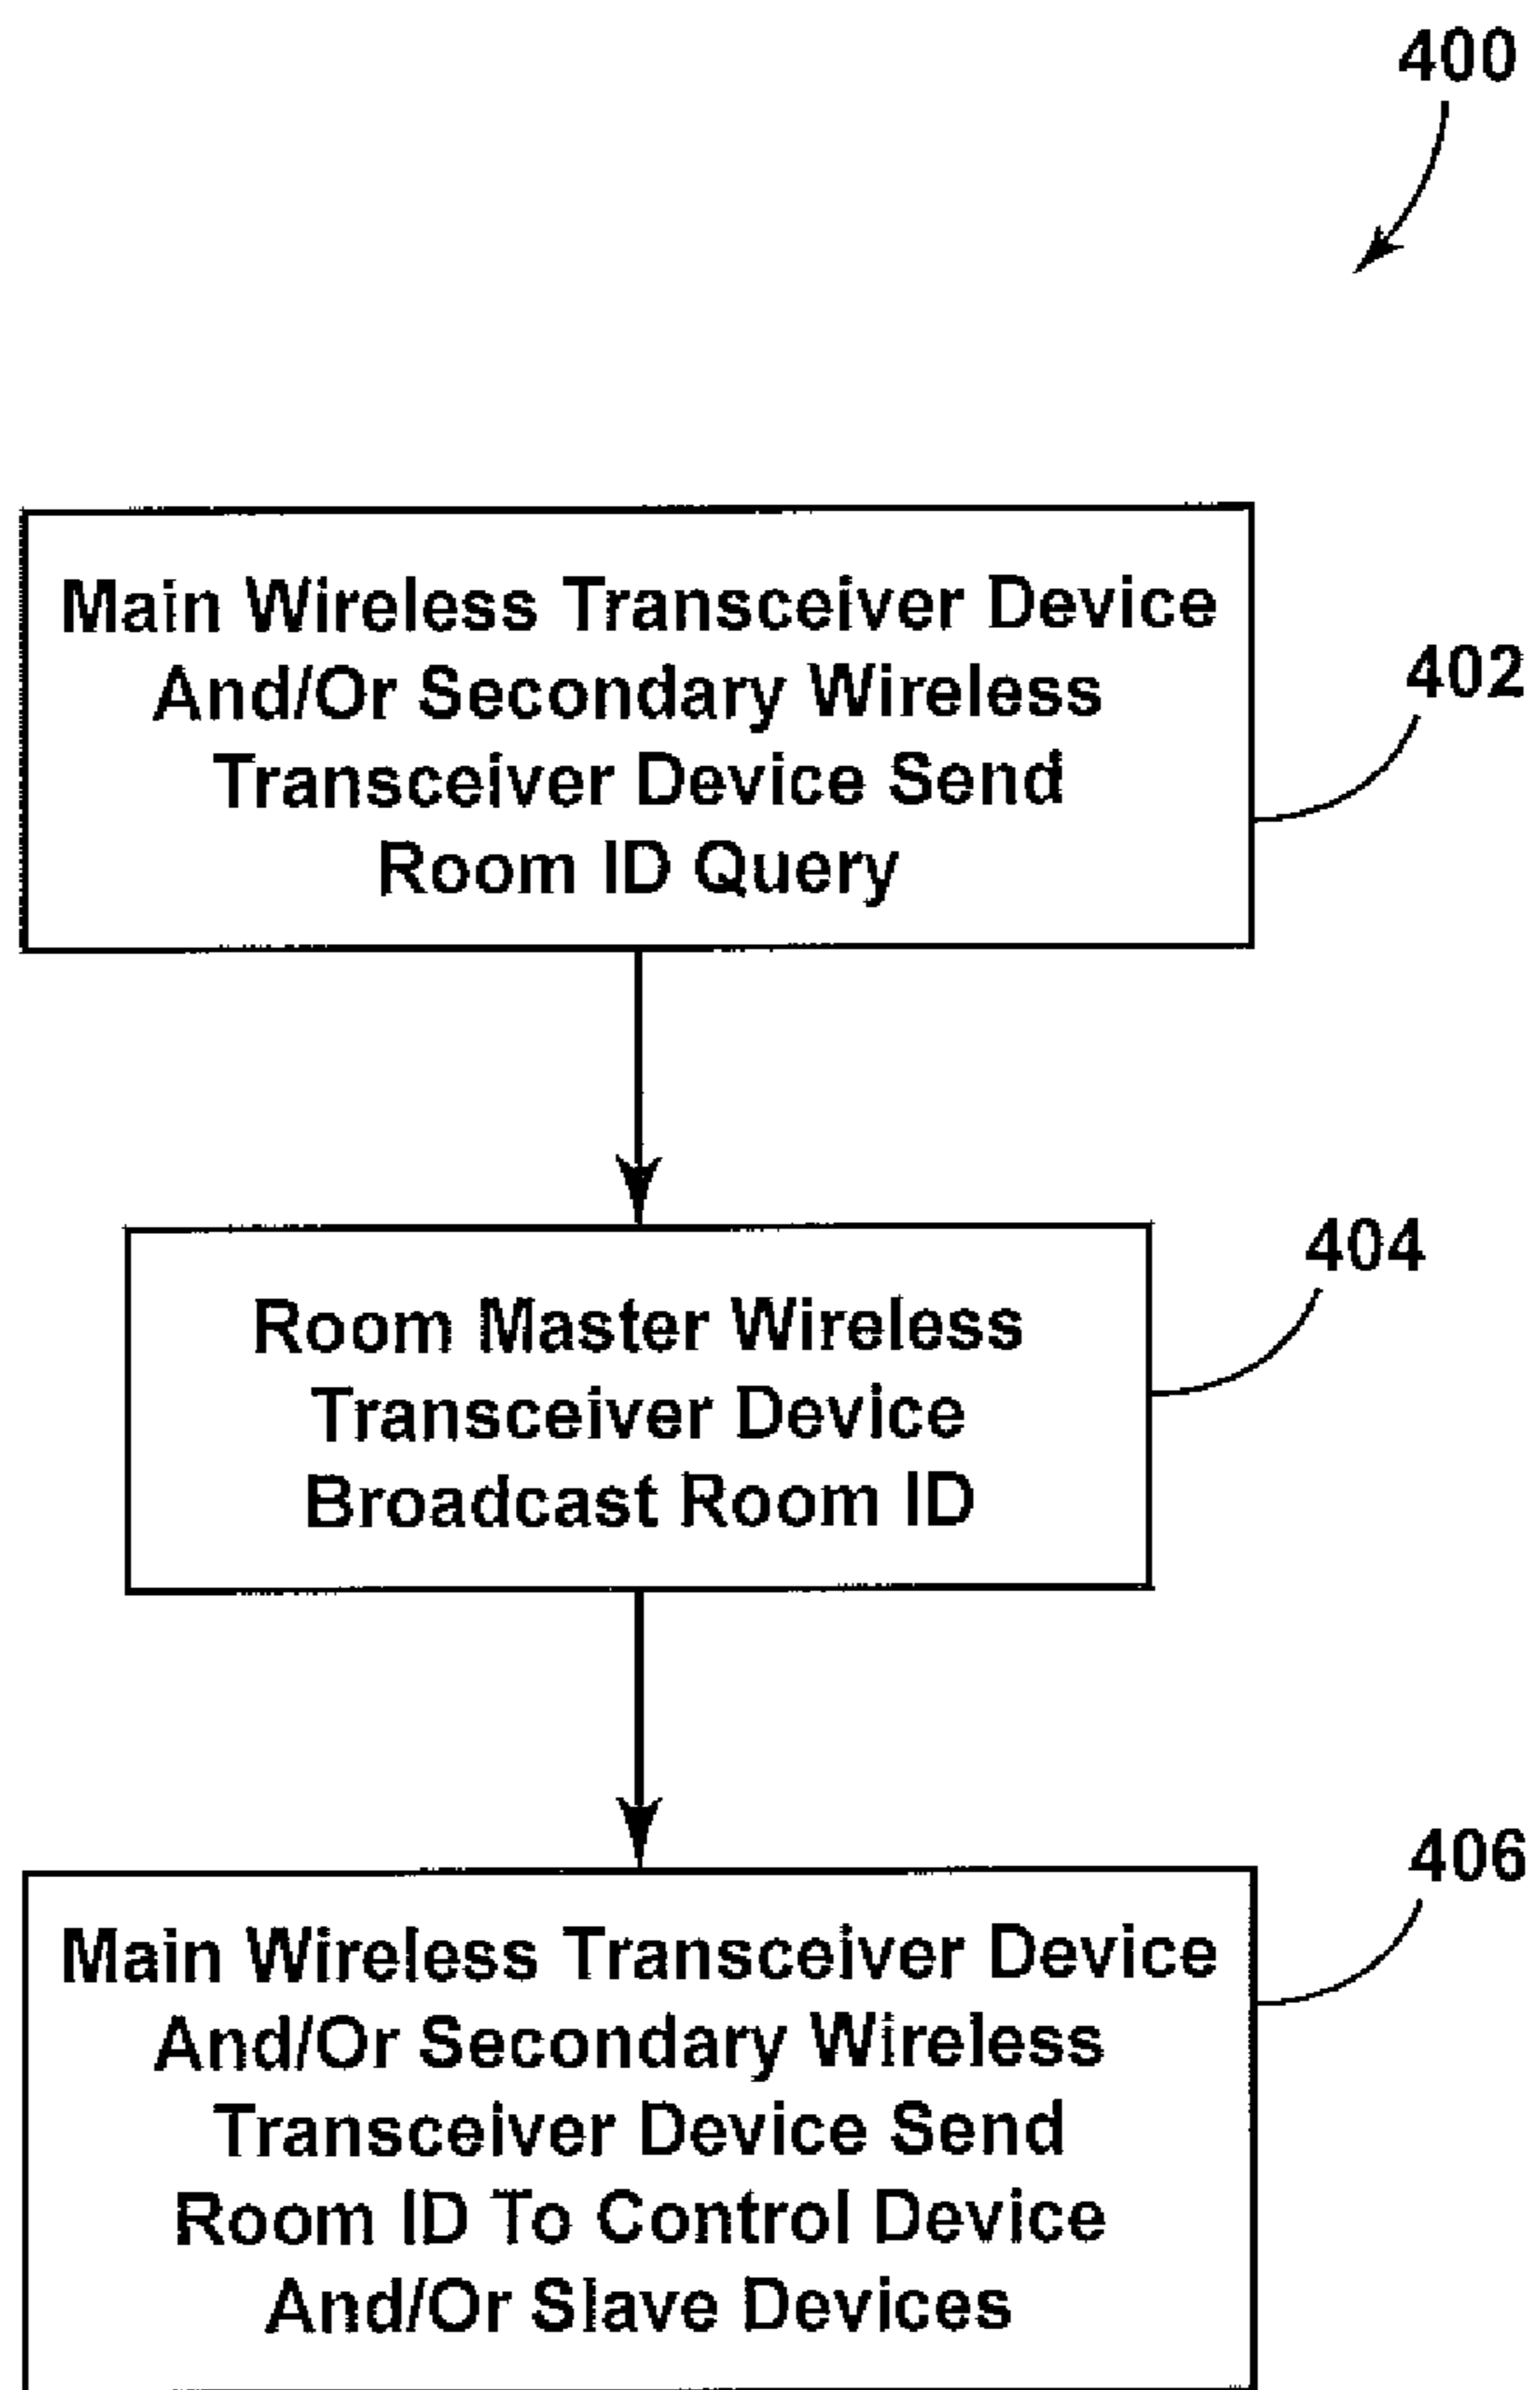 400
Main Wireless Transceiver Device
And/Or Secondary Wireless
Transceiver Device Send
Room ID Query
402
Room Master Wireless
Transceiver Device
Broadcast Room ID
404
Main Wireless Transceiver Device
And/Or Secondary Wireless
Transceiver Device Send
Room ID To Control Device
And/Or Slave Devices
406